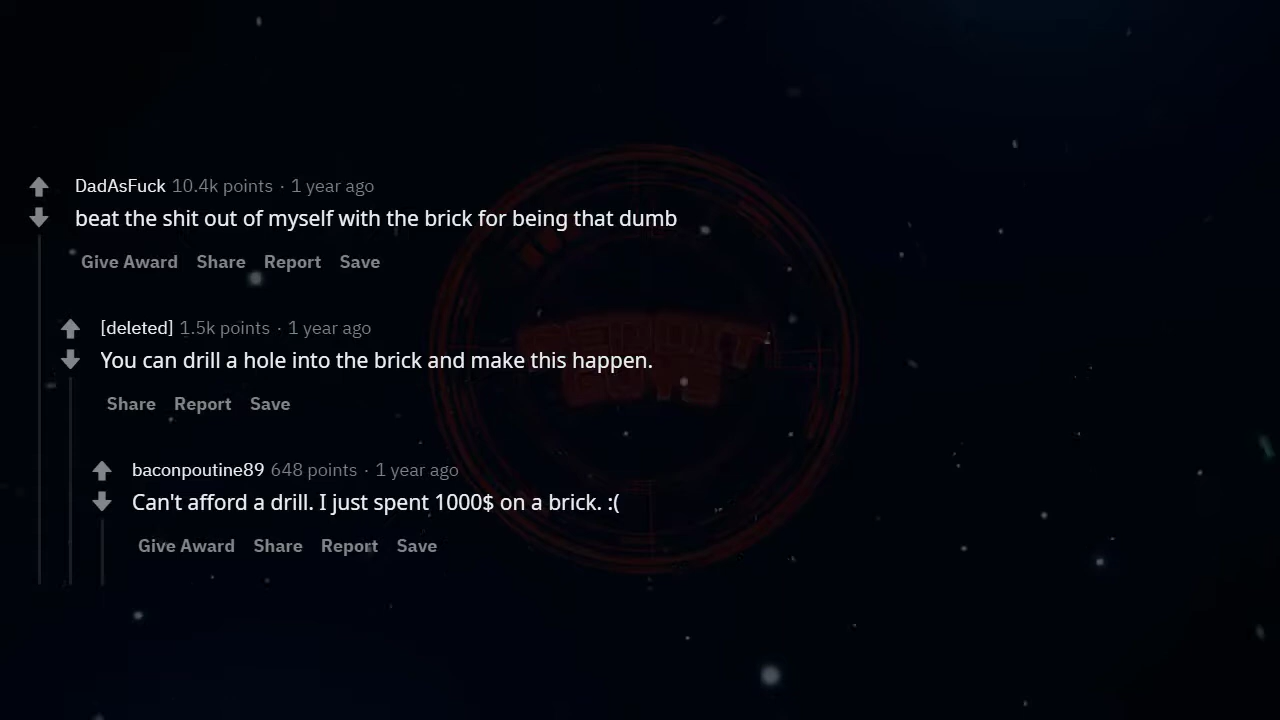 DadAsFuck 10.4k points · 1 year ago
beat the shit out of myself with the brick for being that dumb
Give Award Share Report Save
[deleted] 1.5k points · 1 year ago
You can drill a hole into the brick and make this happen.
Share Report Save
baconpoutine89 648 points · 1 year ago
Can't afford a drill. I just spent 1000$ on a brick. :(
Give Award Share Report Save